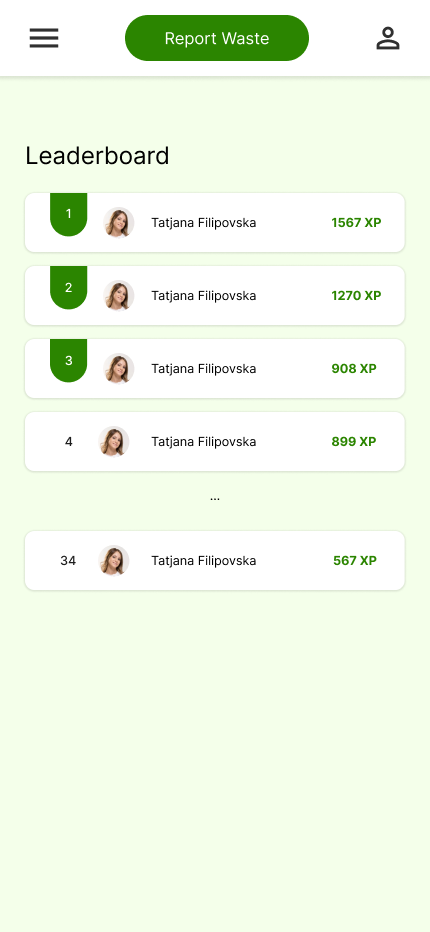 Report Waste
Leaderboard
1 Tatjana Filipovska 1567 XP
2 Tatjana Filipovska 1270 XP
3 Tatjana Filipovska 908 XP
4 Tatjana Filipovska 899 XP
...
34 Tatjana Filipovska 567 XP